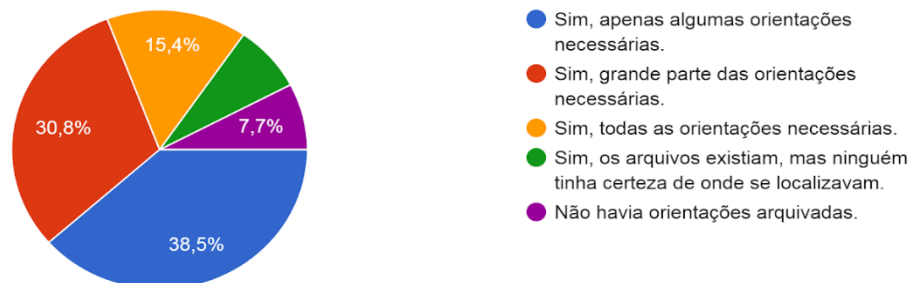 15,4%
30,8%
7,7%
38,5%
Sim, apenas algumas orientações
necessárias.
Sim, grande parte das orientações
necessárias.
Sim, todas as orientações necessárias.
Sim, os arquivos existiam, mas ninguém
tinha certeza de onde se localizavam.
Não havia orientações arquivadas.